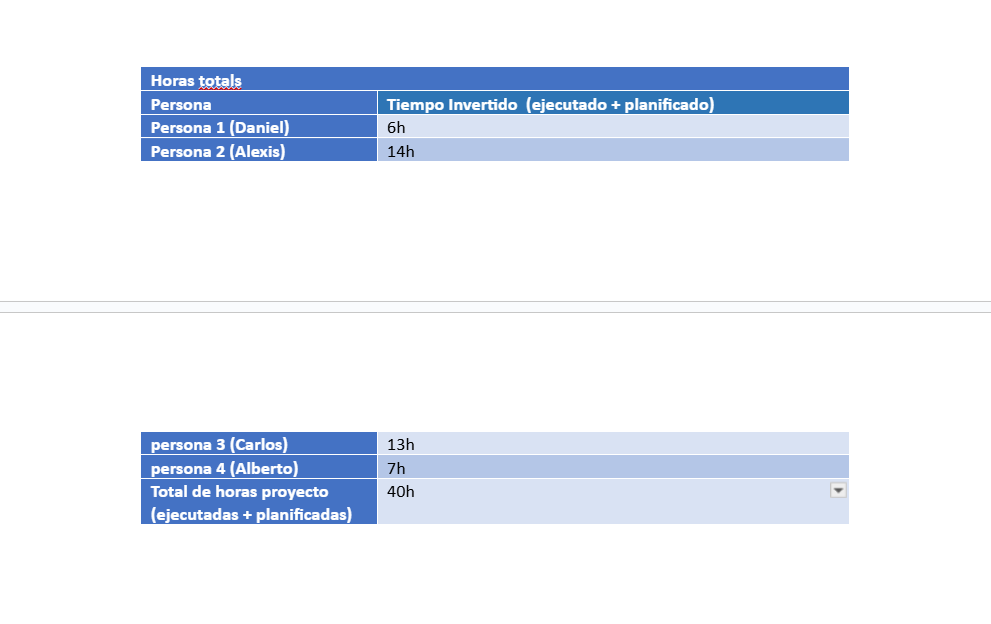 Horas totals
Persona Tiempo Invertido (ejecutado + planificado)
Persona 1 (Daniel) 6h
Persona 2 (Alexis) 14h
persona 3 (Carlos) 13h
persona 4 (Alberto) 7h
Total de horas proyecto 40h
(ejecutadas + planificadas)